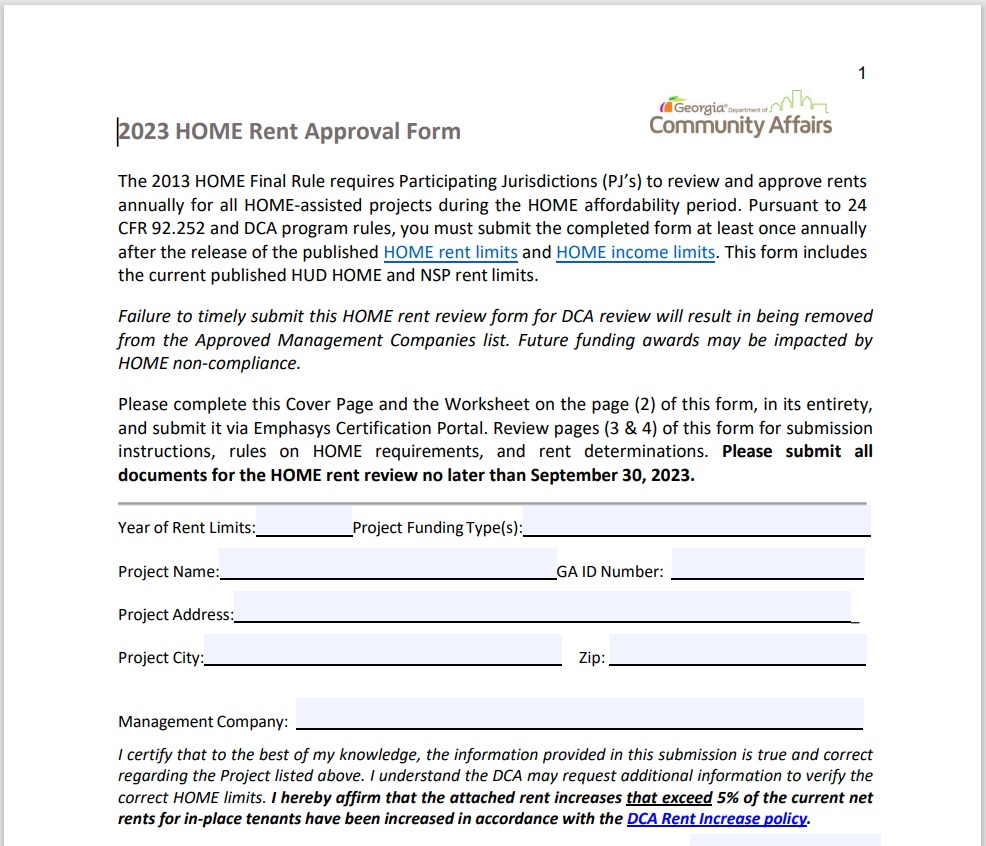 1
Georgia® Department of
Community Affairs
2023 HOME Rent Approval Form
The 2013 HOME Final Rule requires Participating Jurisdictions (PJ’s) to review and approve rents
annually for all HOME-assisted projects during the HOME affordability period. Pursuant to 24
CFR 92.252 and DCA program rules, you must submit the completed form at least once annually
after the release of the published HOME rent limits and HOME income limits. This form includes
the current published HUD HOME and NSP rent limits.
Failure to timely submit this HOME rent review form for DCA review will result in being removed
from the Approved Management Companies list. Future funding awards may be impacted by
HOME non-compliance.
Please complete this Cover Page and the Worksheet on the page (2) of this form, in its entirety,
and submit it via Emphasys Certification Portal. Review pages (3 & 4) of this form for submission
instructions, rules on HOME requirements, and rent determinations. Please submit all
documents for the HOME rent review no later than September 30, 2023.
Year of Rent Limits: Project Funding Type(s):
Project Name: GA ID Number:
Project Address:
Project City: Zip:
Management Company:
I certify that to the best of my knowledge, the information provided in this submission is true and correct
regarding the Project listed above. I understand the DCA may request additional information to verify the
correct HOME limits. I hereby affirm that the attached rent increases that exceed 5% of the current net
rents for in-place tenants have been increased in accordance with the DCA Rent Increase policy.